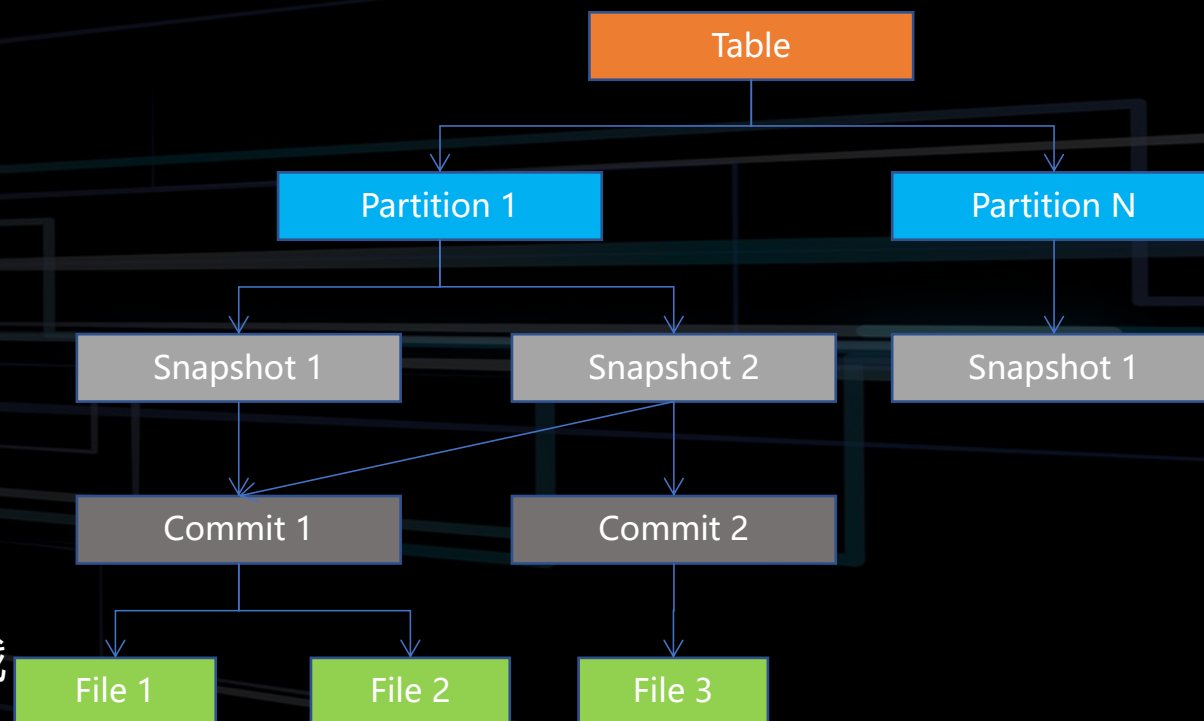 Table
Partition 1
Partition N
Snapshot 1
Snapshot 2
Snapshot 1
Commit 1
Commit 2
File 1
File 2
File 3